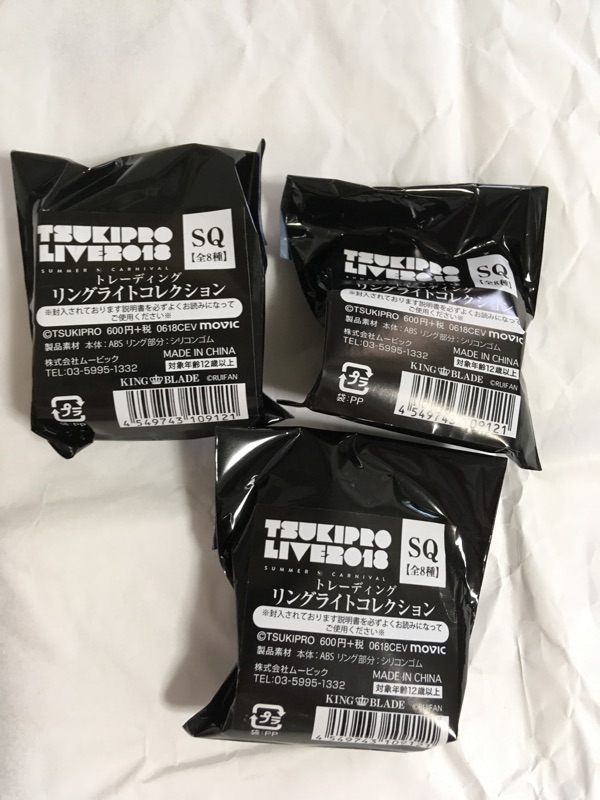 TSUKIPRO
LIVE2018
SUMMER CARNIVAL
SQ
【全8種】
トレーディング
リングライトコレクション
※封入されております説明書を必ずよくお読みになって
ご使用ください※
©TSUKIPRO 600円+税 0618CEV movic
製品素材 本体:ABS リング部分:シリコンゴム
株式会社ムービック
TEL:03-5995-1332
MADE IN CHINA
対象年齢12歳以上
KING BLADE ©RUIFAN
プラ
4 549743 109121
TSUKIPRO
LIVE2018
SQ
【全8種】
トレーディング
リングライトコレクション
※封入されております説明書を必ずよくお読みになって
ご使用ください※
©TSUKIPRO 600円+税 0618CEV movic
製品素材 本体:ABS リング部分:シリコンゴム
株式会社ムービック
TEL:03-5995-1332
MADE IN CHINA
対象年齢12歳以上
KING BLADE ©RUIFAN
プラ
袋:PP
4 549743 109121
TSUKIPRO
LIVE2018
SUMMER CARNIVAL
SQ
【全8種】
トレーディング
リングライトコレクション
※封入されております説明書を必ずよくお読みになって
ご使用ください※
©TSUKIPRO 600円+税 0618CEV movic
製品素材 本体:ABS リング部分:シリコンゴム
株式会社ムービック
TEL:03-5995-1332
MADE IN CHINA
対象年齢12歳以上
KING BLADE ©RUIFAN
プラ
袋:PP
4 549743 109121